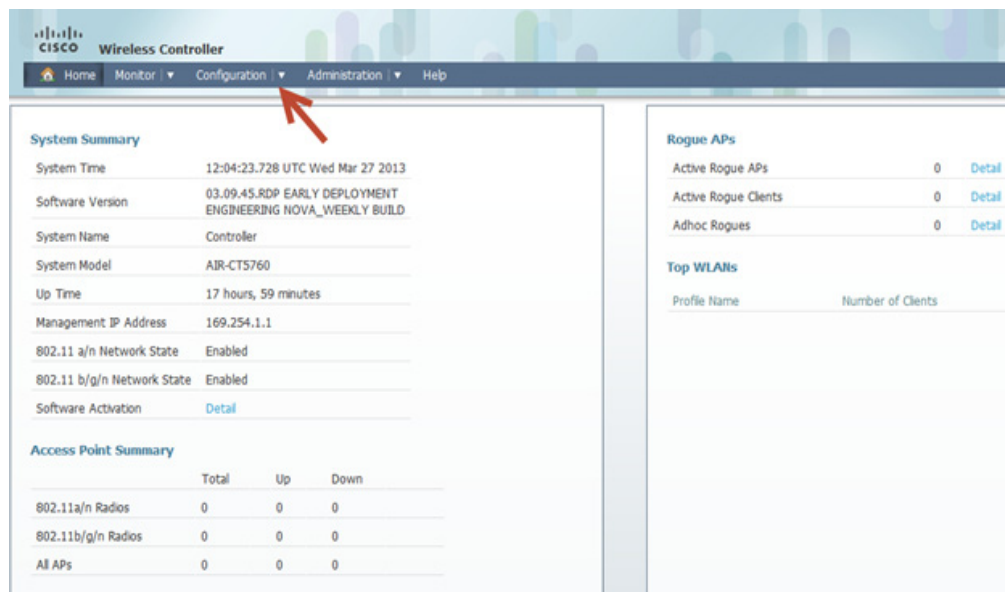 CISCO Wireless Controller
Home Monitor Configuration Administration Help
System Summary
System Time 12:04:23.728 UTC Wed Mar 27 2013
Software Version 03.09.45.RDP EARLY DEPLOYMENT
ENGINEERING NOVA_WEEKLY BUILD
System Name Controller
System Model AIR-CT5760
Up Time 17 hours, 59 minutes
Management IP Address 169.254.1.1
802.11 a/n Network State Enabled
802.11 b/g/n Network State Enabled
Software Activation Detail
Access Point Summary
Total Up Down
802.11a/n Radios 0 0 0
802.11b/g/n Radios 0 0 0
All APs 0 0 0
Rogue APs
Active Rogue APs 0 Detail
Active Rogue Clients 0 Detail
Adhoc Rogues 0 Detail
Top WLANs
Profile Name Number of Clients